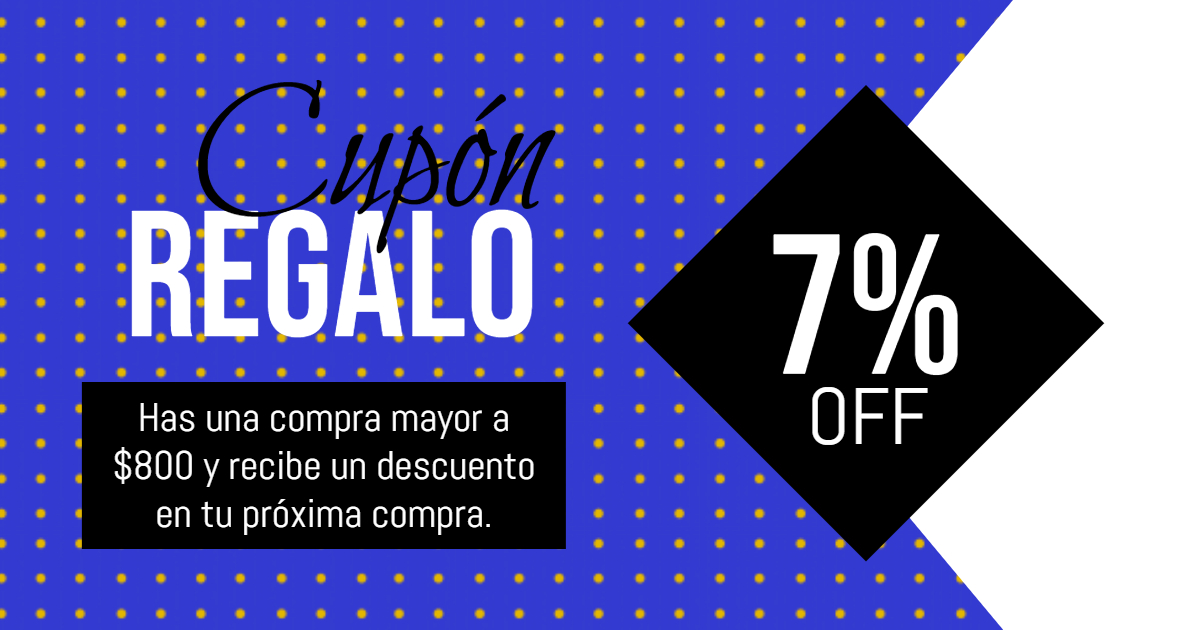 Cupón
REGALO
Has una compra mayor a
$800 y recibe un descuento
en tu próxima compra.
7%
OFF